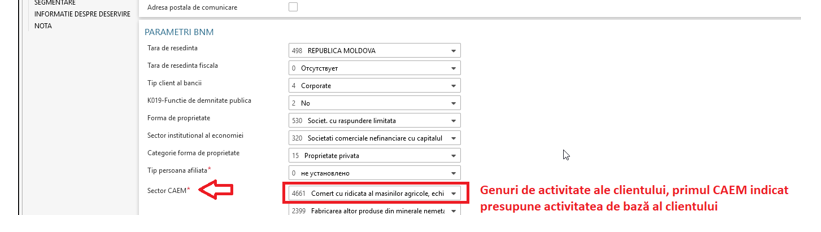 SEGMENTARE
INFORMATIE DESPRE DESERVIRE
NOTA
Adresa postala de comunicare
PARAMETRI BNM
Tara de resedinta 498 REPUBLICA MOLDOVA
Tara de resedinta fiscala 0 Отсутствует
Tip client al bancii 4 Corporate
K019-Functie de demnitate publica 2 No
Forma de proprietate 530 Societ. cu raspundere limitata
Sector institutional al economiei 320 Societati comerciale nefinanciare cu capitalul
Categorie forma de proprietate 15 Proprietate privata
Tip persoana afiliata* 0 не установлено
Sector CAEM* 4661 Comert cu ridicata al masinilor agricole, echi
2399 Fabricarea altor produse din minerale nemeta
Genuri de activitate ale clientului, primul CAEM indicat
presupune activitatea de bază al clientului